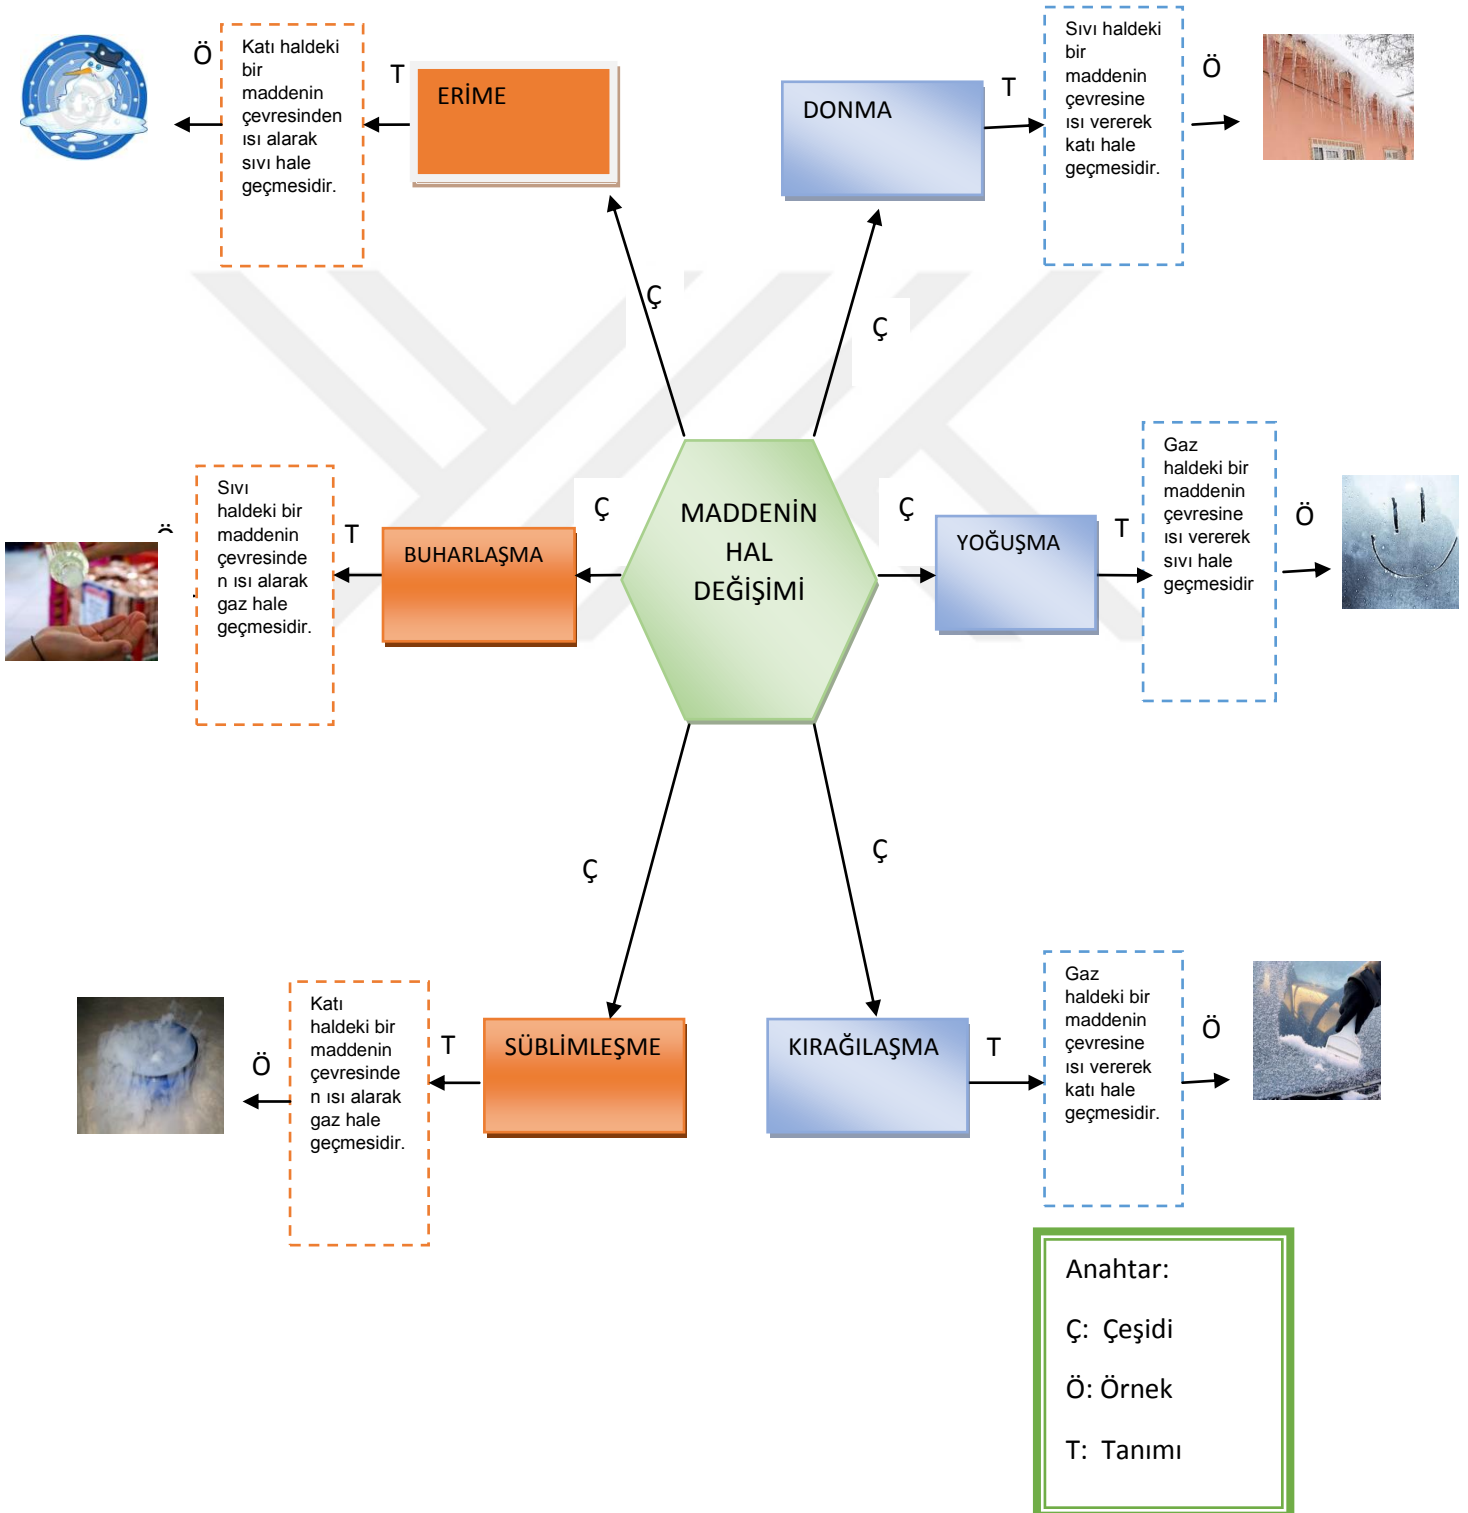 Ö
Katı haldeki
bir
maddenin
çevresinden
ısı alarak
sıvı hale
geçmesidir.
T
ERİME
DONMA
T
Sıvı haldeki
bir
maddenin
çevresine
ısı vererek
katı hale
geçmesidir.
Ö
Ç
Ç
Ö
Sıvı
haldeki bir
maddenin
çevresinde
n ısı alarak
gaz hale
geçmesidir.
T
BUHARLAŞMA
Ç
MADDENİN
HAL
DEĞİŞİMİ
Ç
YOĞUŞMA
T
Gaz
haldeki bir
maddenin
çevresine
ısı vererek
sıvı hale
geçmesidir
Ö
Ç
Ç
Ö
Katı
haldeki bir
maddenin
çevresinde
n ısı alarak
gaz hale
geçmesidir.
T
SÜBLİMLEŞME
KIRAĞILAŞMA
T
Gaz
haldeki bir
maddenin
çevresine
ısı vererek
katı hale
geçmesidir.
Ö
Anahtar:
Ç: Çeşidi
Ö: Örnek
T: Tanımı